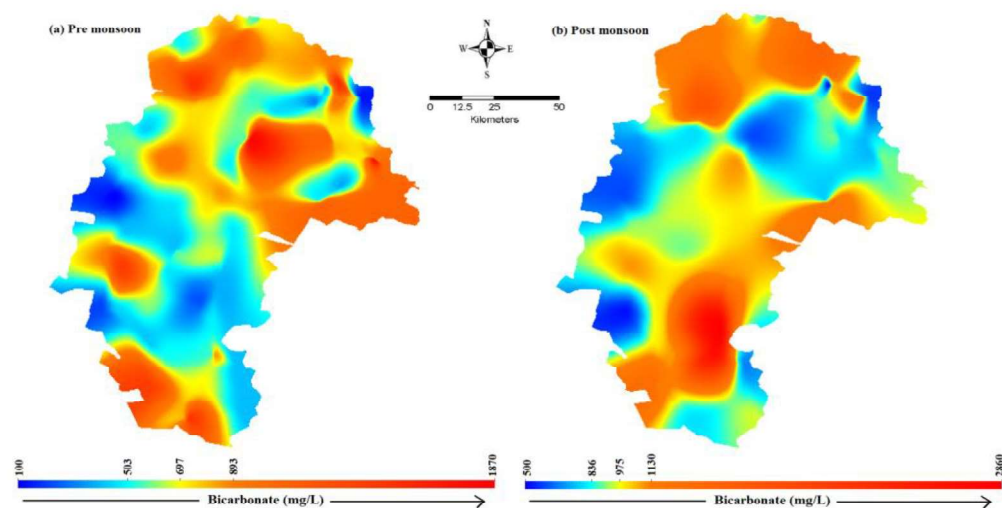 (a) Pre monsoon
(b) Post monsoon
N
W E
S
0 12.5 25 50
Kilometers
100 503 697 893 1870
Bicarbonate (mg/L)
500 836 975 1130 2860
Bicarbonate (mg/L)